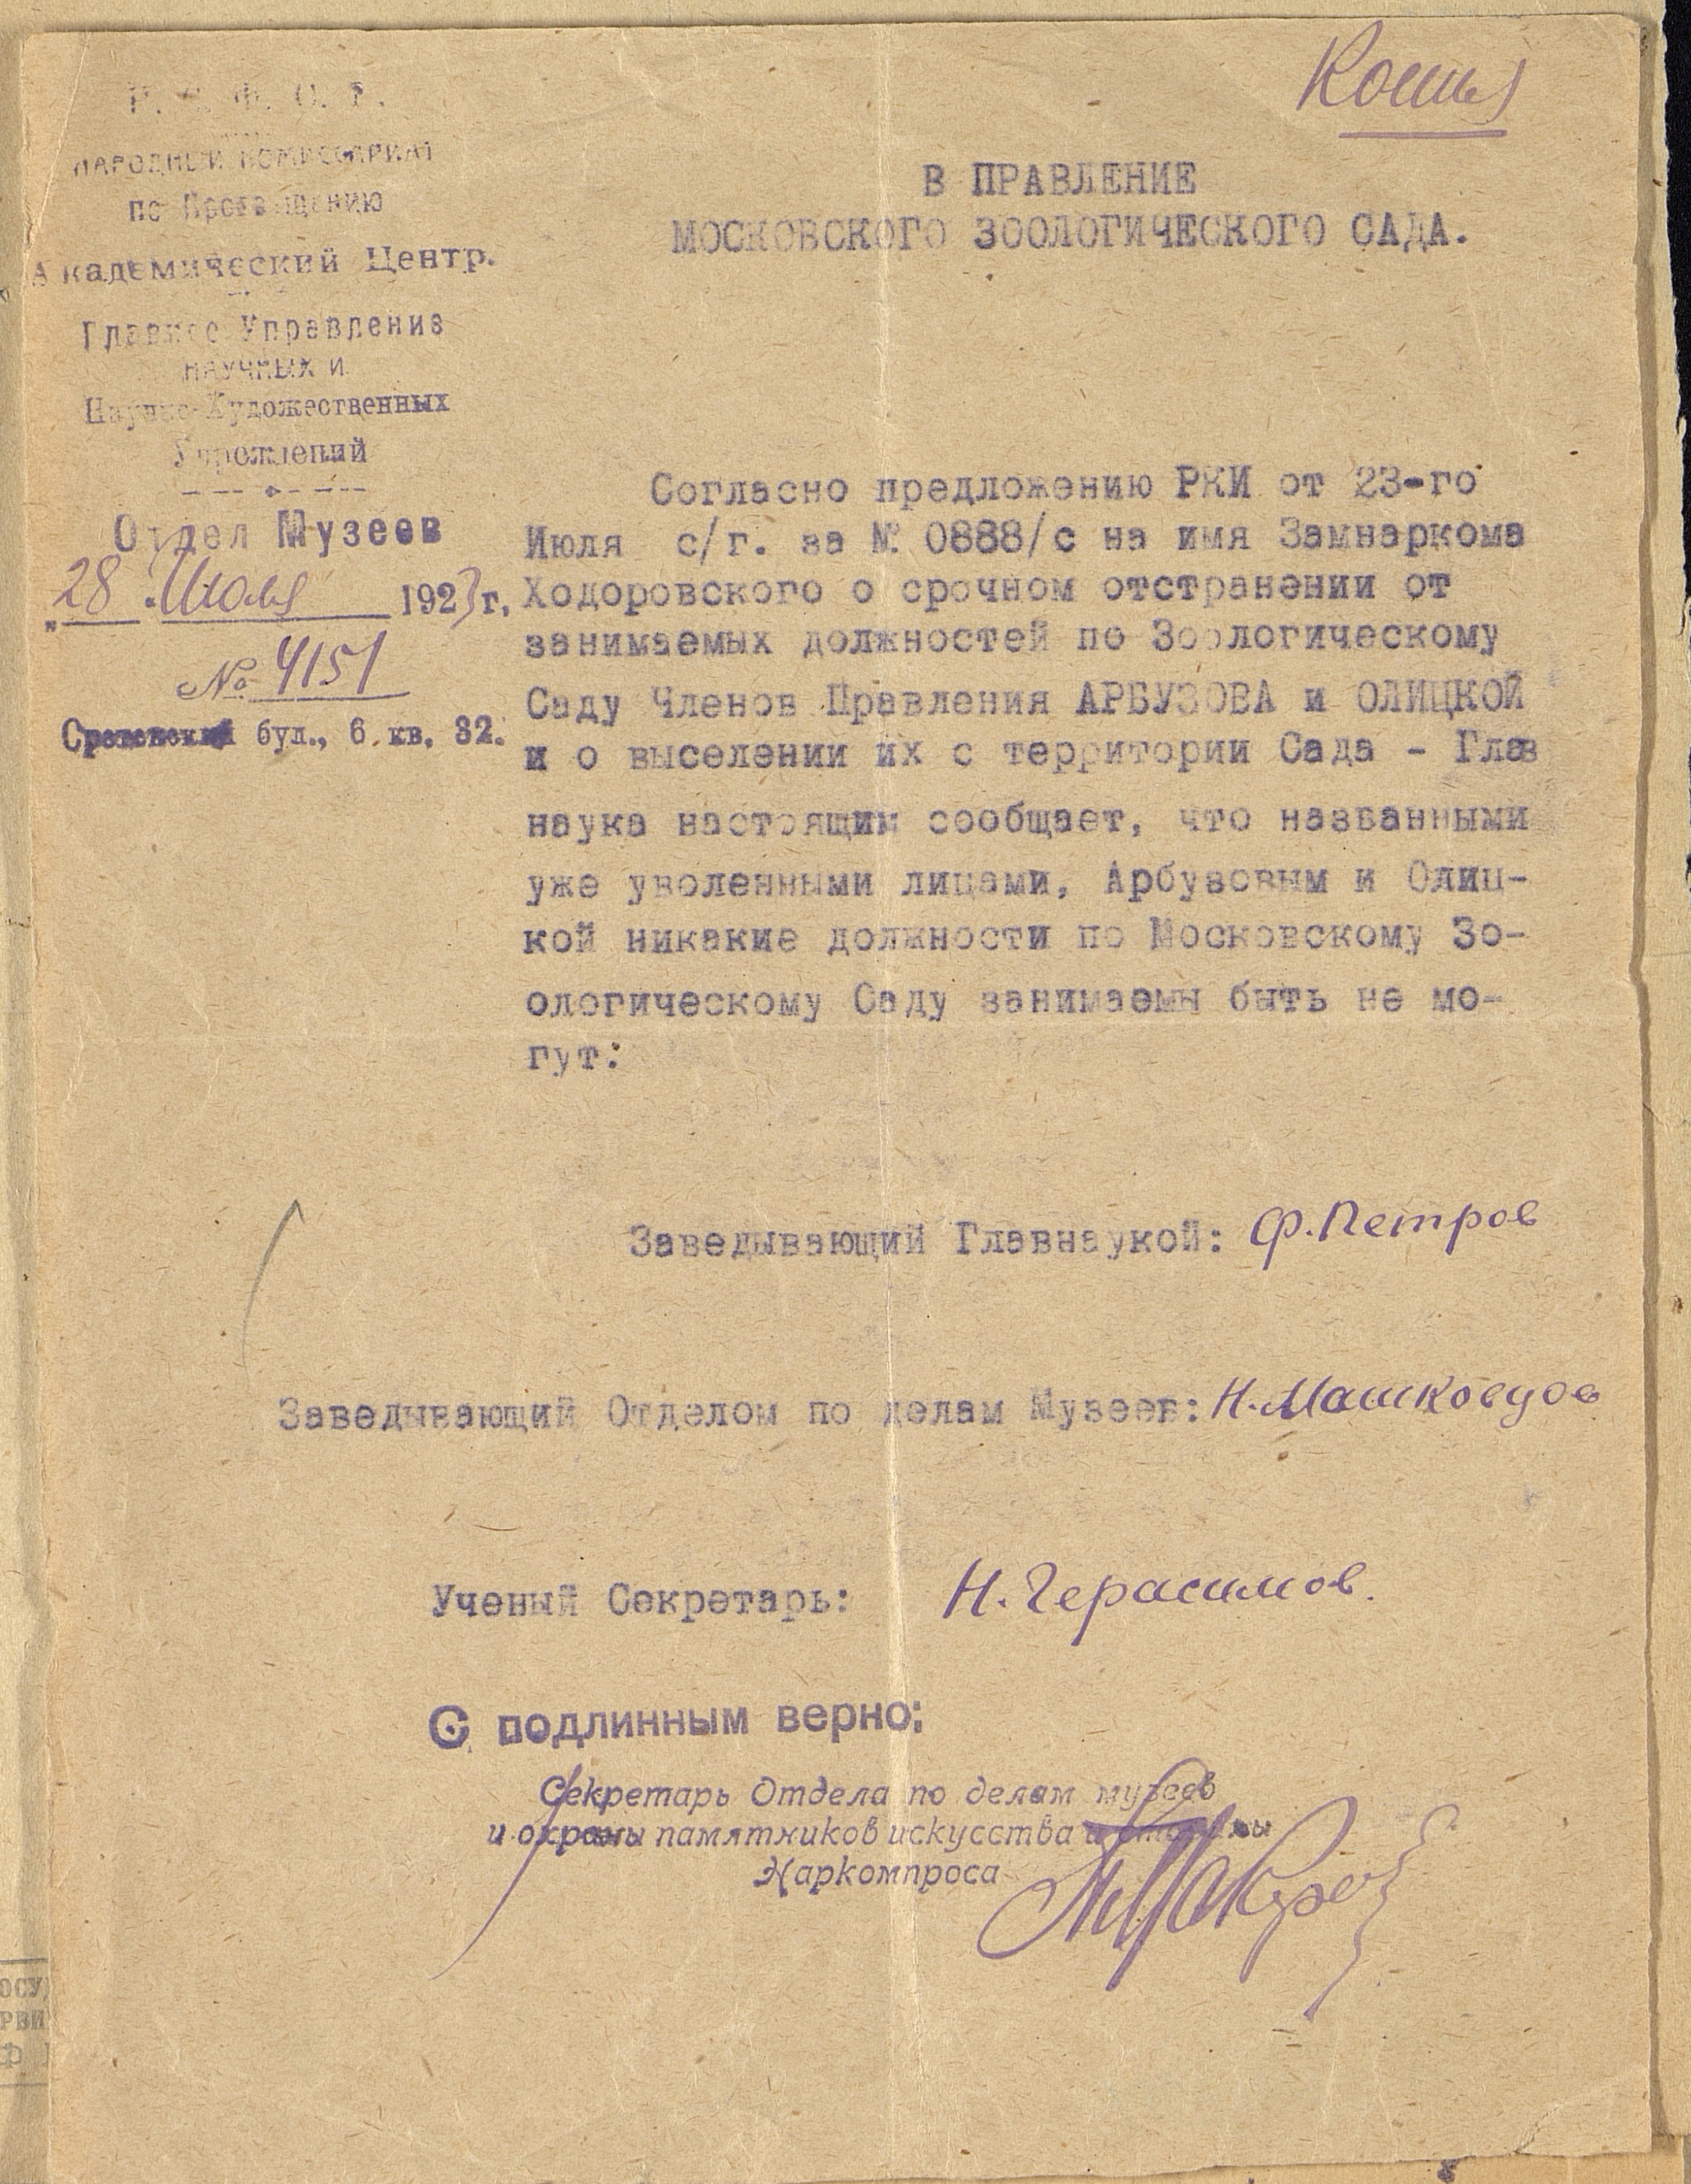 Копия
Р. С. Ф. С. Р.
НАРОДНЫЙ КОМИССАРИАТ
по Просвещению
Академический Центр.
Главное Управление
научных и
Научно-Художественных
Учреждений
Отдел Музеев
"28" Июля 1923 г.
№ 4151
Сретенский бул., 6 кв. 32.
В ПРАВЛЕНИЕ
МОСКОВСКОГО ЗООЛОГИЧЕСКОГО САДА.
Согласно предложению РКИ от 23-го
Июля с/г. за № 0888/с на имя Замнаркома
Ходоровского о срочном отстранении от
занимаемых должностей по Зоологическому
Саду Членов Правления АРБУЗОВА и ОЛИЦКОЙ
и о выселении их с территории Сада - Глав
наука настоящим сообщает, что названными
уже уволенными лицами, Арбузовым и Олиц-
кой никакие должности по Московскому Зо-
ологическому Саду занимаемы быть не мо-
гут:
Заведывающий Главнаукой: Ф. Петров
Заведывающий Отделом по делам Музеев: Н. Машковцов
Ученый Секретарь: Н. Герасимов.
С подлинным верно:
Секретарь Отдела по делам музеев
и охраны памятников искусства и старины
Наркомпроса